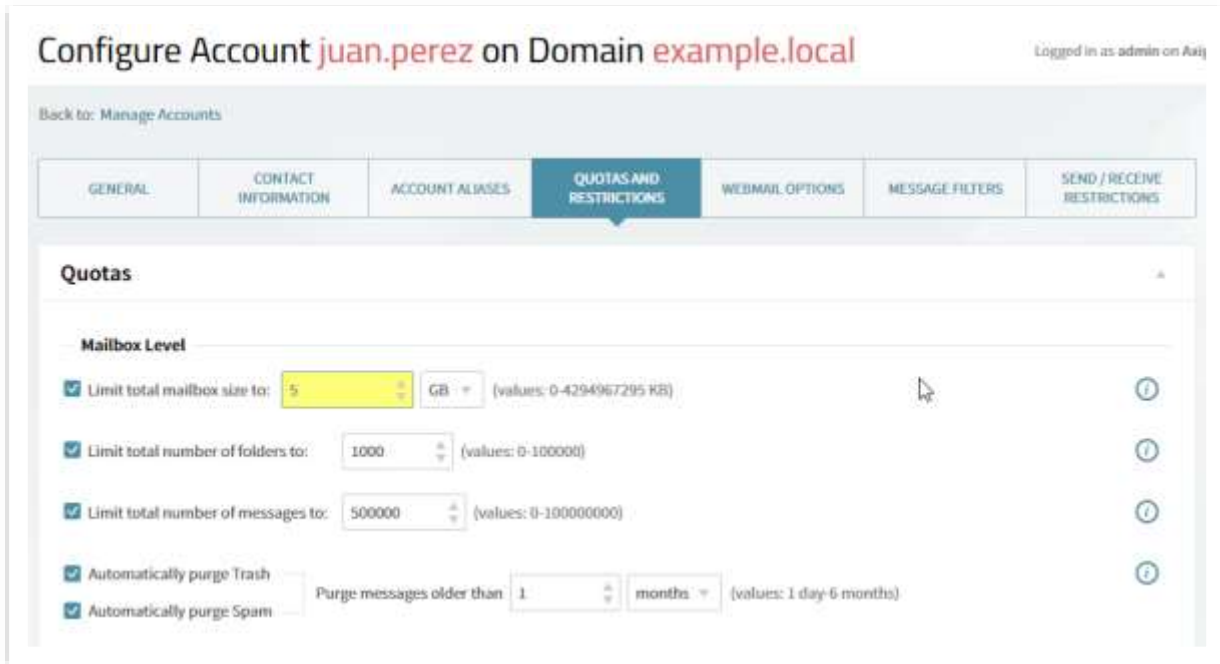 Configure Account juan.perez on Domain example.local
Logged in as admin on
Back to: Manage Accounts
GENERAL
CONTACT
INFORMATION
ACCOUNT ALIASES
QUOTAS AND
RESTRICTIONS
WEBMAIL OPTIONS
MESSAGE FILTERS
SEND / RECEIVE
RESTRICTIONS
Quotas
Mailbox Level
Limit total mailbox size to: 5 GB (values: 0-4294967295 KB)
Limit total number of folders to: 1000 (values: 0-100000)
Limit total number of messages to: 500000 (values: 0-100000000)
Automatically purge Trash
Purge messages older than 1 months (values: 1 day-6 months)
Automatically purge Spam